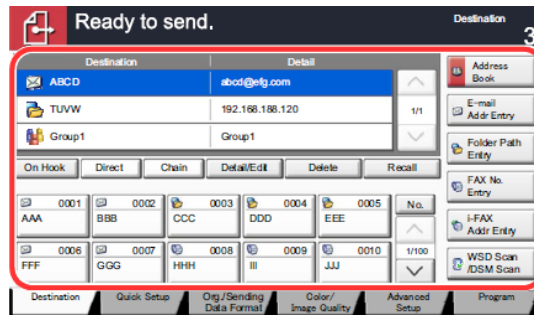 Ready to send.
Destination
3
Destination Detail
ABCD abcd@efg.com
TUVW 192.168.188.120
1/1
Group1 Group1
Address
Book
E-mail
Addr Entry
Folder Path
Entry
FAX No.
Entry
i-FAX
Addr Entry
WSD Scan
/DSM Scan
On Hook Direct Chain Detail/Edit Delete Recall
0001 0002 0003 0004 0005 No.
AAA BBB CCC DDD EEE
0006 0007 0008 0009 0010 1/100
FFF GGG HHH III JJJ
Destination Quick Setup Org./Sending Color/ Advanced Program
Data Format Image Quality Setup